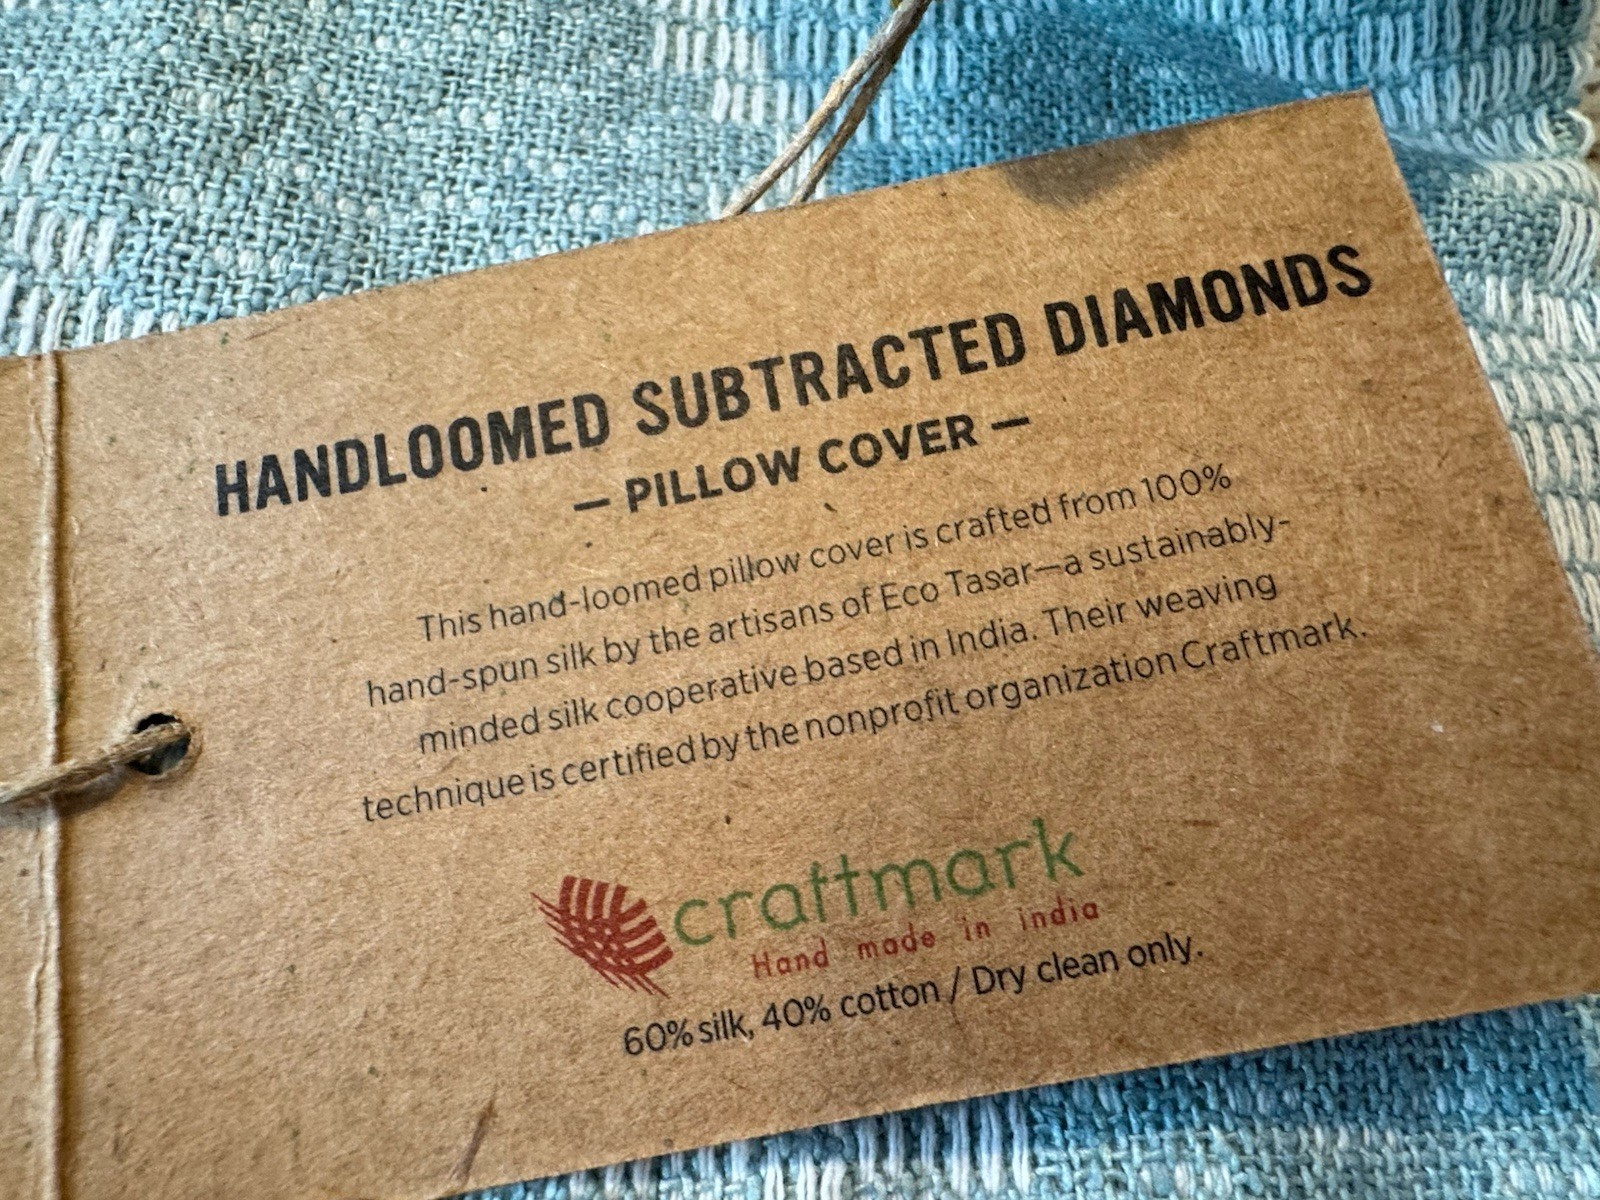 HANDLOOMED SUBTRACTED DIAMONDS
— PILLOW COVER —
This hand-loomed pillow cover is crafted from 100%
hand-spun silk by the artisans of Eco Tasar—a sustainably-
minded silk cooperative based in India. Their weaving
technique is certified by the nonprofit organization Craftmark.
craftmark
Hand made in india
60% silk, 40% cotton / Dry clean only.